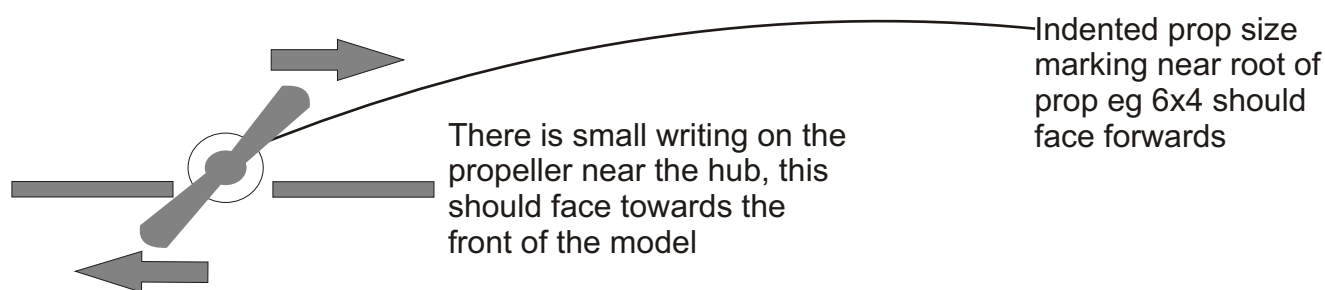 Indented prop size
marking near root of
prop eg 6x4 should
face forwards
There is small writing on the
propeller near the hub, this
should face towards the
front of the model